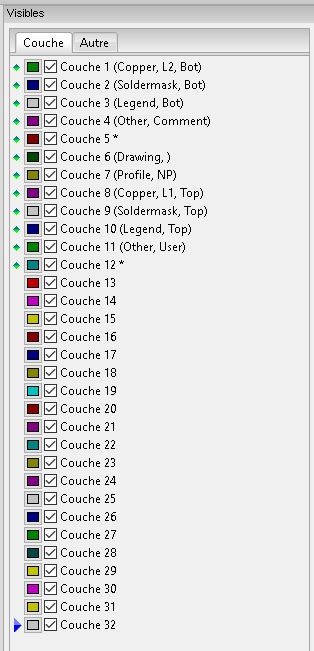 Visibles
Couche Autre
Couche 1 (Copper, L2, Bot)
Couche 2 (Soldermask, Bot)
Couche 3 (Legend, Bot)
Couche 4 (Other, Comment)
Couche 5 *
Couche 6 (Drawing, )
Couche 7 (Profile, NP)
Couche 8 (Copper, L1, Top)
Couche 9 (Soldermask, Top)
Couche 10 (Legend, Top)
Couche 11 (Other, User)
Couche 12 *
Couche 13
Couche 14
Couche 15
Couche 16
Couche 17
Couche 18
Couche 19
Couche 20
Couche 21
Couche 22
Couche 23
Couche 24
Couche 25
Couche 26
Couche 27
Couche 28
Couche 29
Couche 30
Couche 31
Couche 32